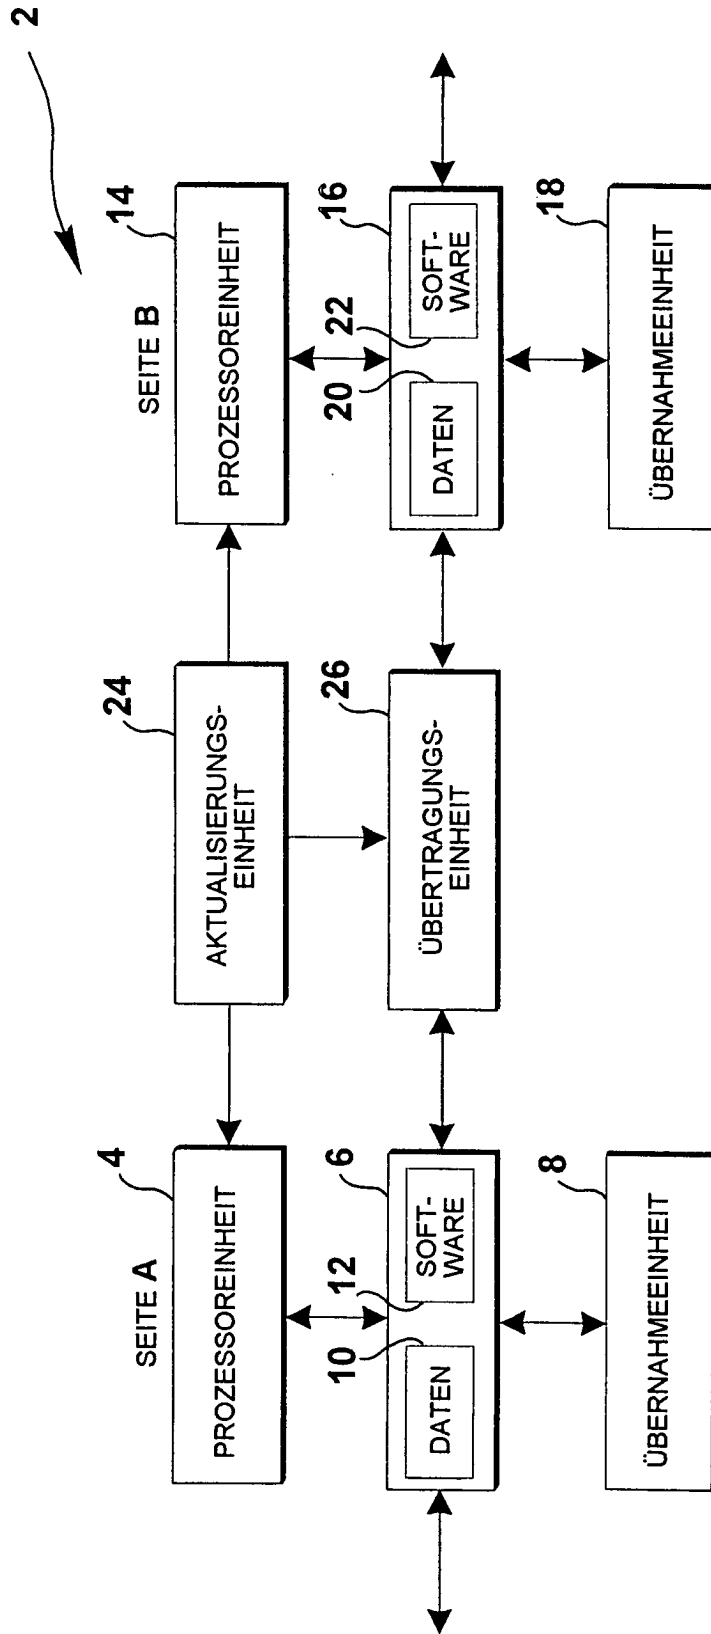 2
SEITE A
SEITE B
4
PROZESSOREINHEIT
24
AKTUALISIERUNGS-
EINHEIT
14
PROZESSOREINHEIT
6
10
DATEN
12
SOFT-
WARE
26
ÜBERTRAGUNGS-
EINHEIT
16
20
DATEN
22
SOFT-
WARE
8
ÜBERNAHMEEINHEIT
18
ÜBERNAHMEEINHEIT